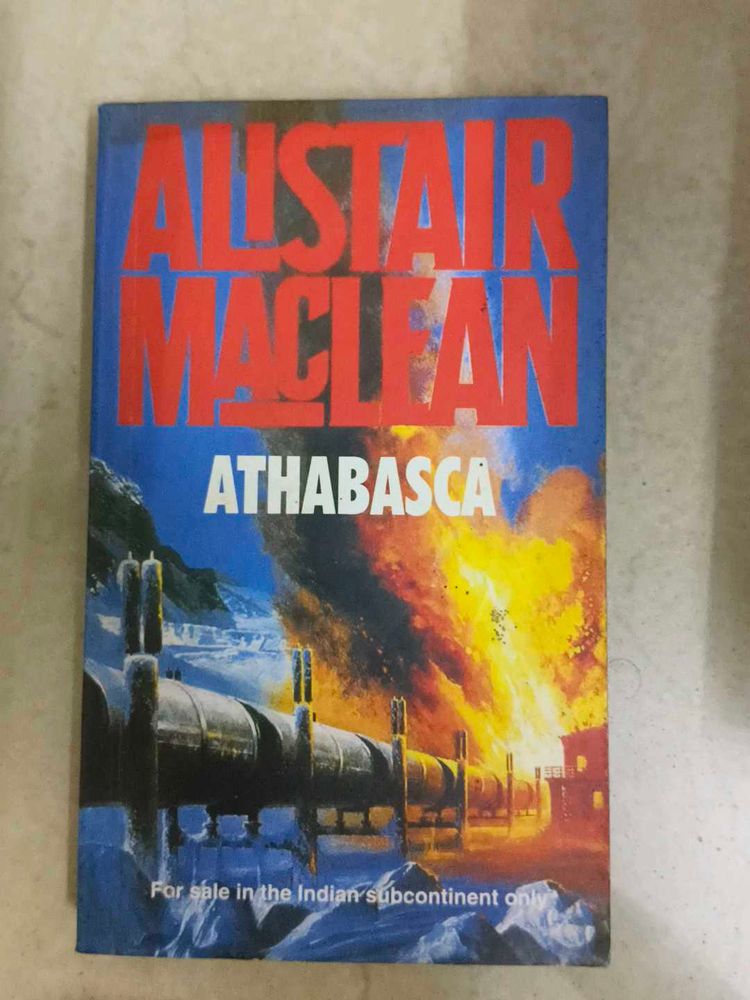 ALISTAIR
MACLEAN
ATHABASCA
For sale in the Indian subcontinent only